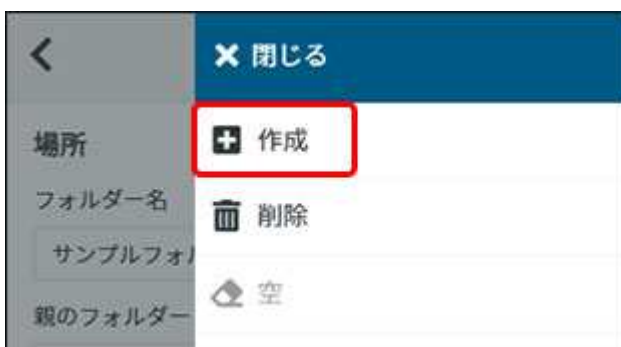 閉じる
作成
削除
空
場所
フォルダー名
サンプルフォル
親のフォルダー